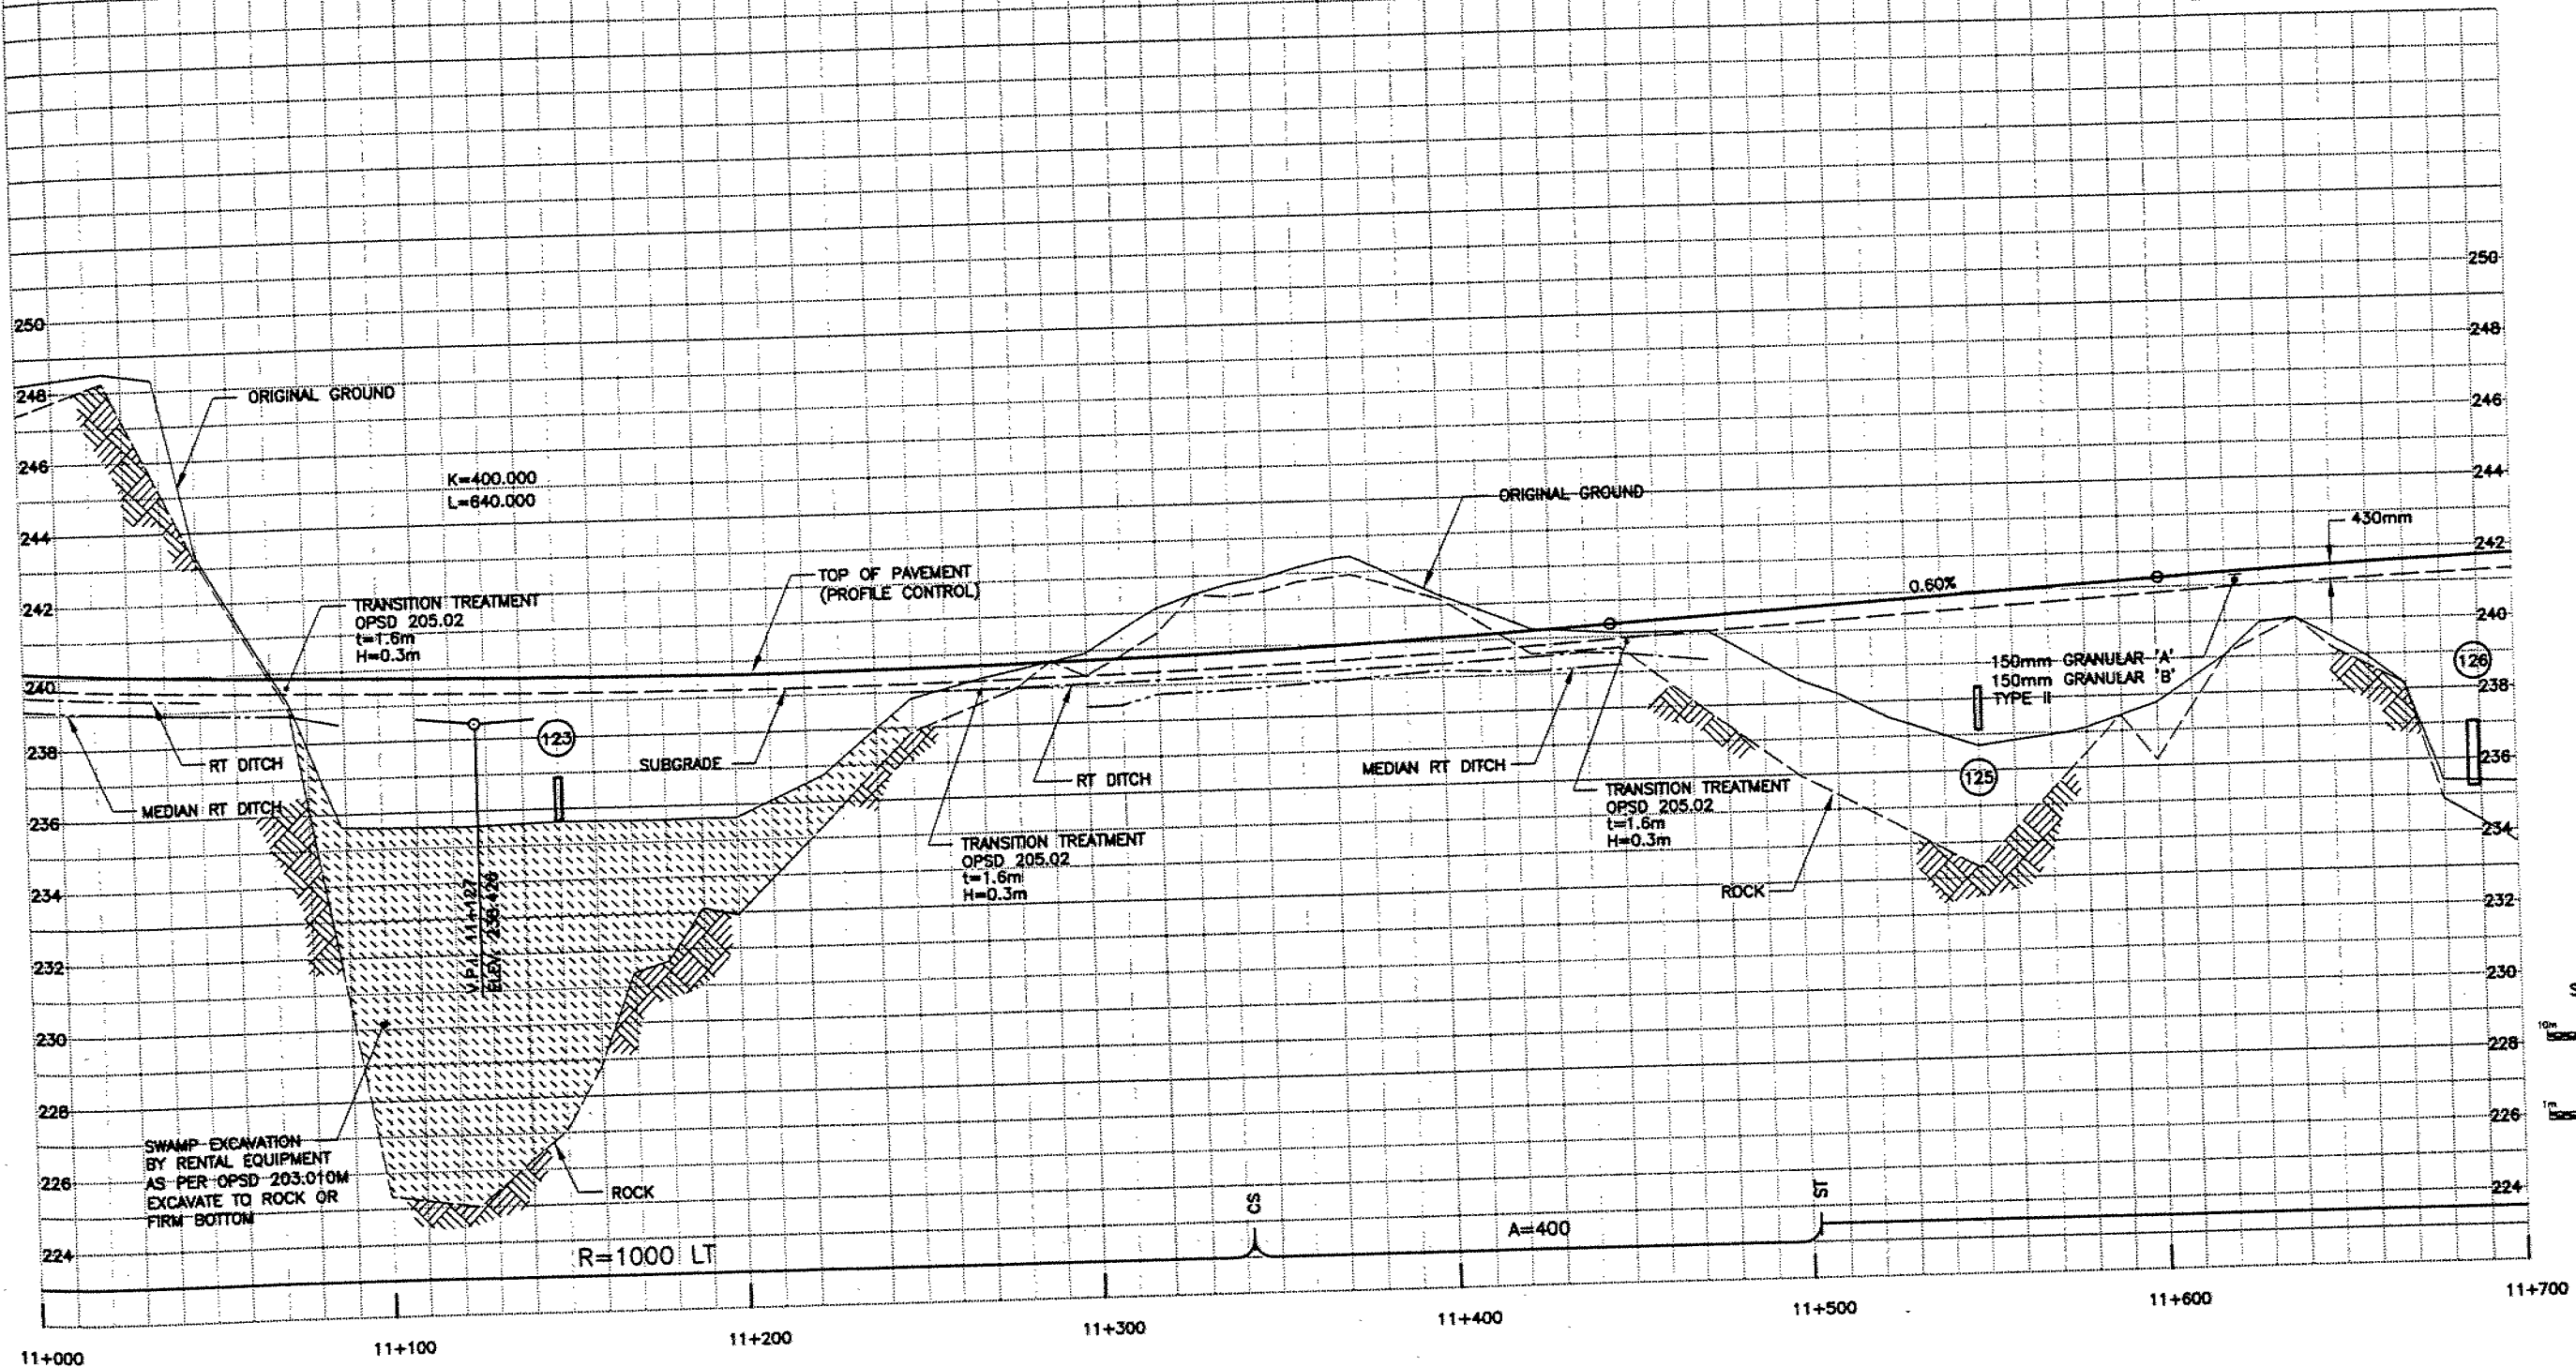 250
248
246
244
242
240
238
236
234
232
230
228
226
224
ORIGINAL GROUND
K=400.000
L=640.000
TRANSITION TREATMENT
OPSD 205.02
t=1.6m
H=0.3m
RT DITCH
MEDIAN RT DITCH
123
SUBGRADE
TOP OF PAVEMENT
(PROFILE CONTROL)
V.P.I. 11+127
SWAMP EXCAVATION
BY RENTAL EQUIPMENT
AS PER OPSD 203.010M
EXCAVATE TO ROCK OR
FIRM BOTTOM
ROCK
TRANSITION TREATMENT
OPSD 205.02
t=1.6m
H=0.3m
RT DITCH
MEDIAN RT DITCH
ORIGINAL GROUND
TRANSITION TREATMENT
OPSD 205.02
t=1.6m
H=0.3m
ROCK
0.60%
430mm
150mm GRANULAR 'A'
150mm GRANULAR 'B'
TYPE II
125
126
250
248
246
244
242
240
238
236
234
232
230
228
226
224
10m
1m
R=1000 LT
CS
A=400
ST
11+000
11+100
11+200
11+300
11+400
11+500
11+600
11+700